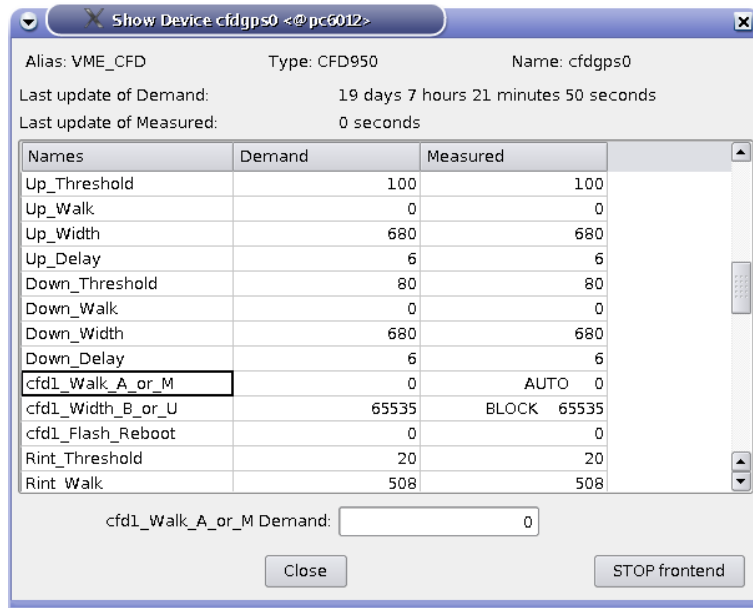 Show Device cfdgps0 <@pc6012>
Alias: VME_CFD Type: CFD950 Name: cfdgps0
Last update of Demand: 19 days 7 hours 21 minutes 50 seconds
Last update of Measured: 0 seconds
Names Demand Measured
Up_Threshold 100 100
Up_Walk 0 0
Up_Width 680 680
Up_Delay 6 6
Down_Threshold 80 80
Down_Walk 0 0
Down_Width 680 680
Down_Delay 6 6
cfd1_Walk_A_or_M 0 AUTO 0
cfd1_Width_B_or_U 65535 BLOCK 65535
cfd1_Flash_Reboot 0 0
Rint_Threshold 20 20
Rint_Walk 508 508
cfd1_Walk_A_or_M Demand: 0
Close STOP frontend